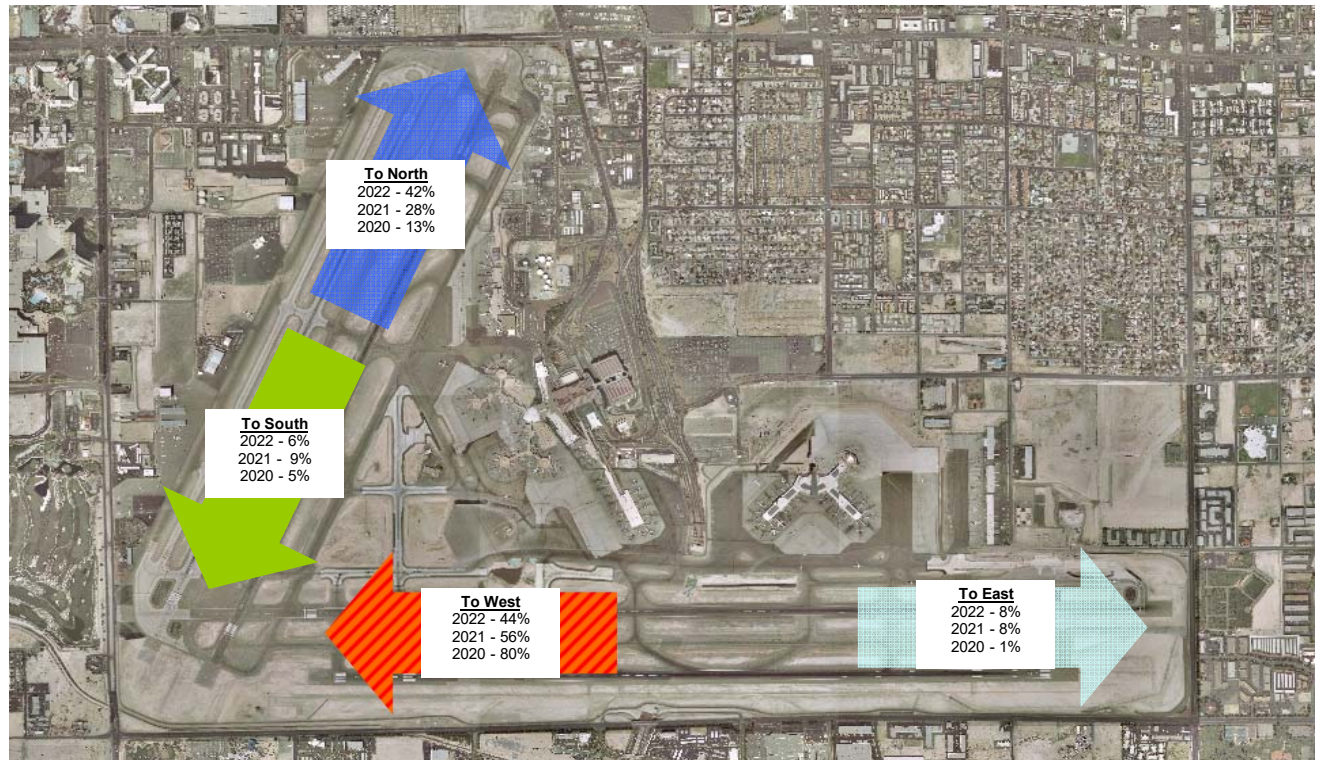 To North
2022 - 42%
2021 - 28%
2020 - 13%
To South
2022 - 6%
2021 - 9%
2020 - 5%
To West
2022 - 44%
2021 - 56%
2020 - 80%
To East
2022 - 8%
2021 - 8%
2020 - 1%